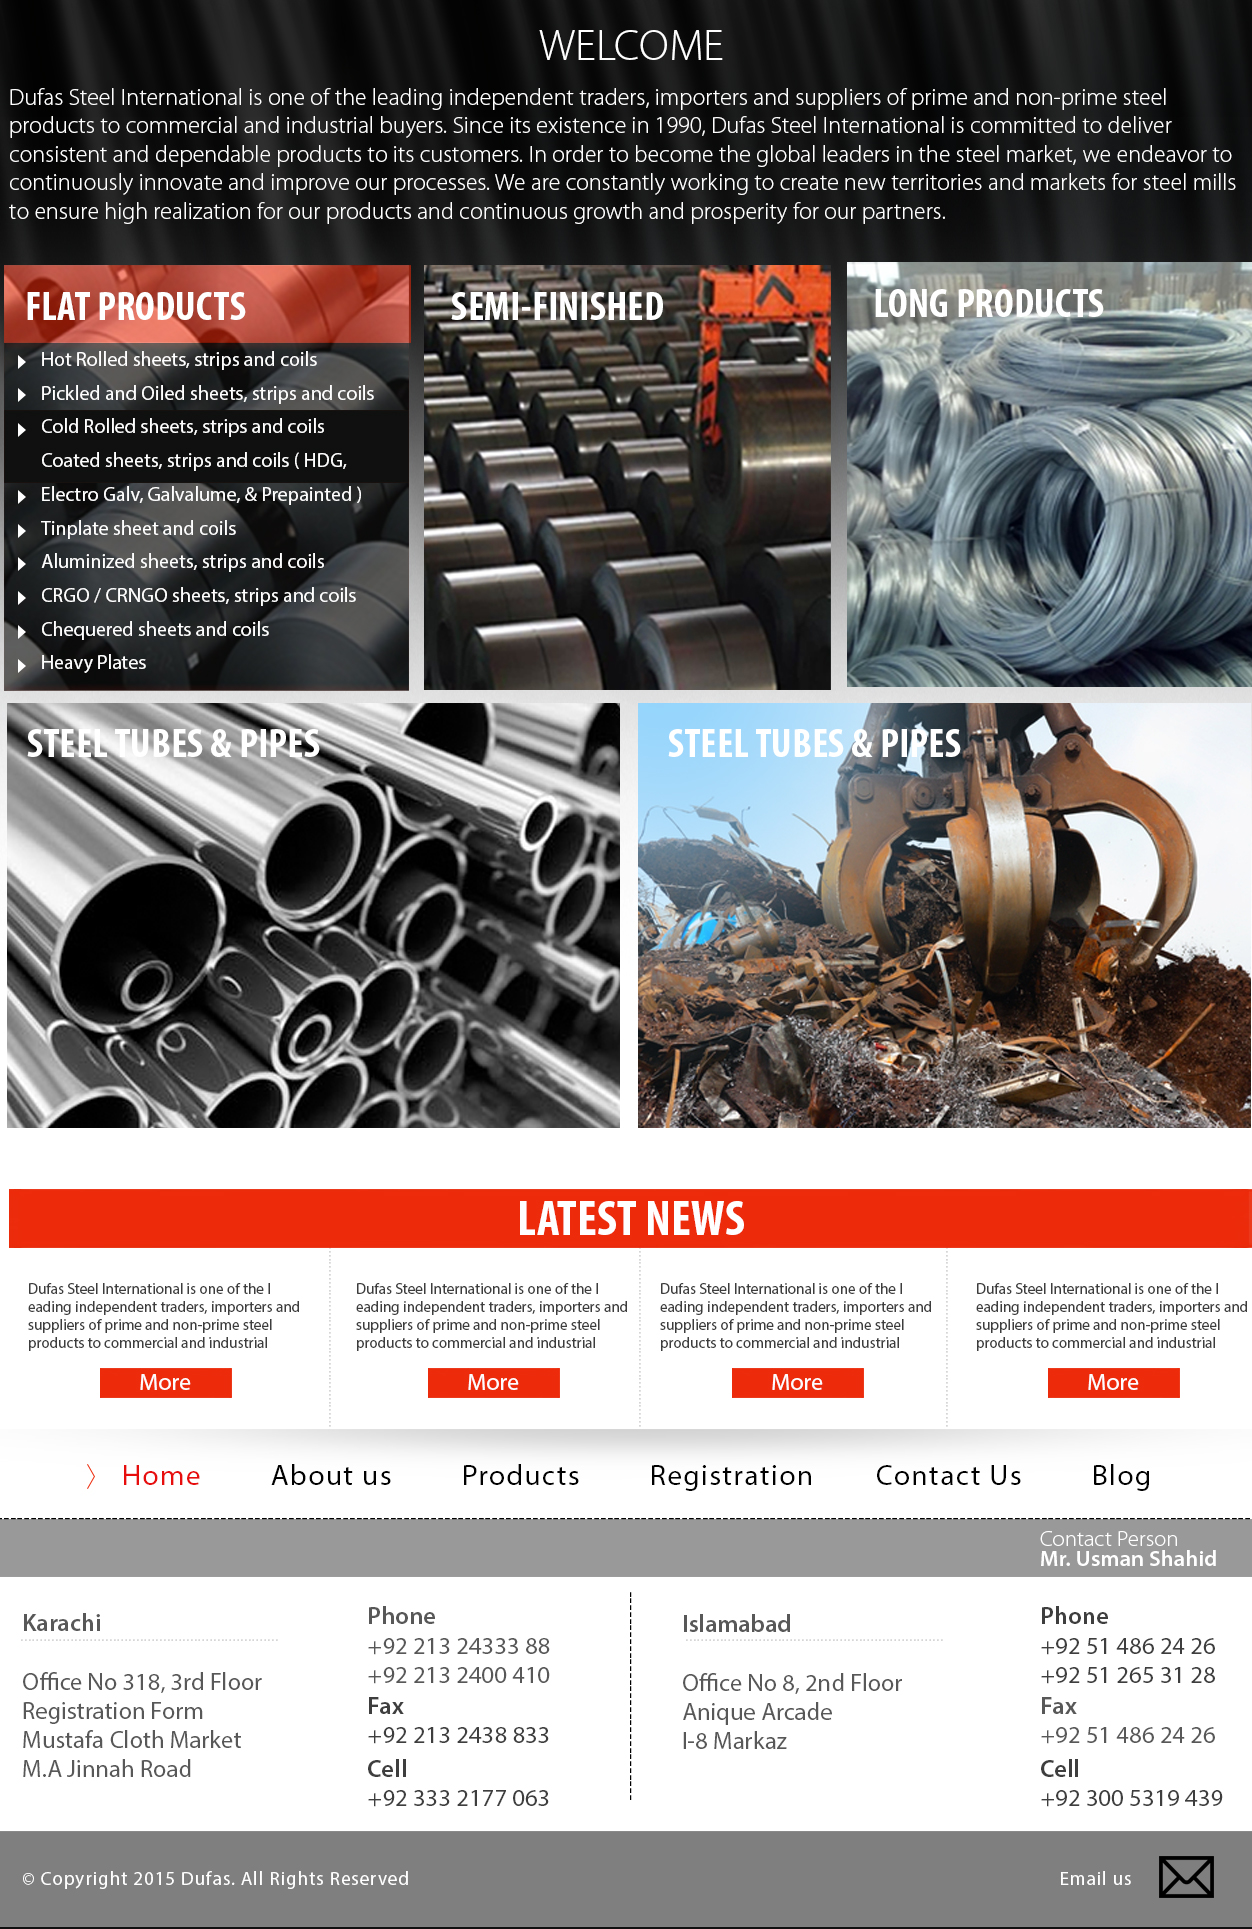 WELCOME
Dufas Steel International is one of the leading independent traders, importers and suppliers of prime and non-prime steel
products to commercial and industrial buyers. Since its existence in 1990, Dufas Steel International is committed to deliver
consistent and dependable products to its customers. In order to become the global leaders in the steel market, we endeavor to
continuously innovate and improve our processes. We are constantly working to create new territories and markets for steel mills
to ensure high realization for our products and continuous growth and prosperity for our partners.
FLAT PRODUCTS
Hot Rolled sheets, strips and coils
Pickled and Oiled sheets, strips and coils
Cold Rolled sheets, strips and coils
Coated sheets, strips and coils ( HDG,
Electro Galv, Galvalume, & Prepainted )
Tinplate sheet and coils
Aluminized sheets, strips and coils
CRGO / CRNGO sheets, strips and coils
Chequered sheets and coils
Heavy Plates
SEMI-FINISHED
LONG PRODUCTS
STEEL TUBES & PIPES
STEEL TUBES & PIPES
LATEST NEWS
Dufas Steel International is one of the l
eading independent traders, importers and
suppliers of prime and non-prime steel
products to commercial and industrial
More
Dufas Steel International is one of the l
eading independent traders, importers and
suppliers of prime and non-prime steel
products to commercial and industrial
More
Dufas Steel International is one of the l
eading independent traders, importers and
suppliers of prime and non-prime steel
products to commercial and industrial
More
Dufas Steel International is one of the l
eading independent traders, importers and
suppliers of prime and non-prime steel
products to commercial and industrial
More
Home About us Products Registration Contact Us Blog
Contact Person
Mr. Usman Shahid
Karachi
Office No 318, 3rd Floor
Registration Form
Mustafa Cloth Market
M.A Jinnah Road
Phone
+92 213 24333 88
+92 213 2400 410
Fax
+92 213 2438 833
Cell
+92 333 2177 063
Islamabad
Office No 8, 2nd Floor
Anique Arcade
I-8 Markaz
Phone
+92 51 486 24 26
+92 51 265 31 28
Fax
+92 51 486 24 26
Cell
+92 300 5319 439
© Copyright 2015 Dufas. All Rights Reserved
Email us